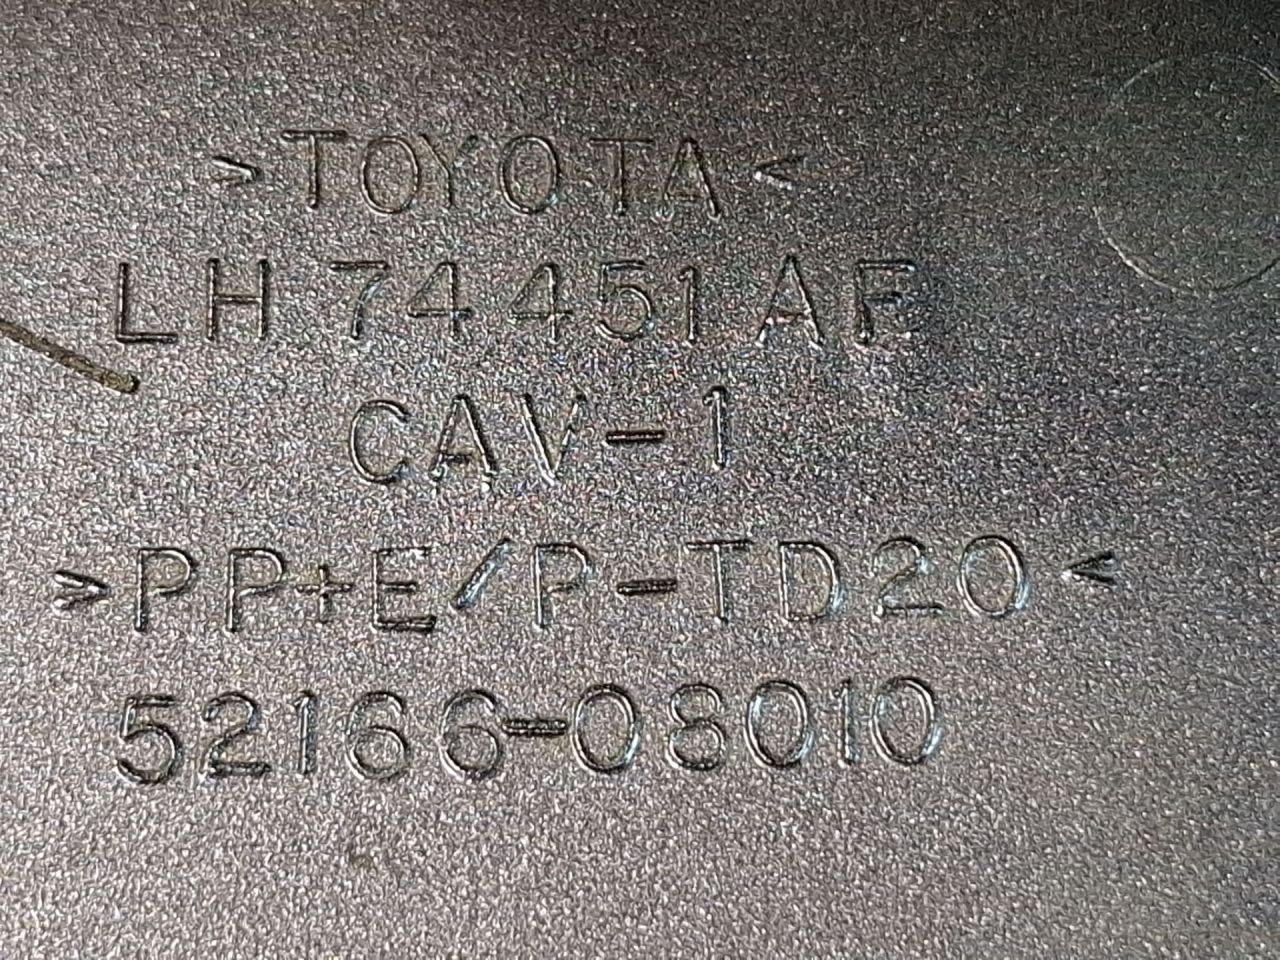 >TOYOTA<
LH 74451AF
CAV-1
>PP+E/P-TD20<
52166-08010